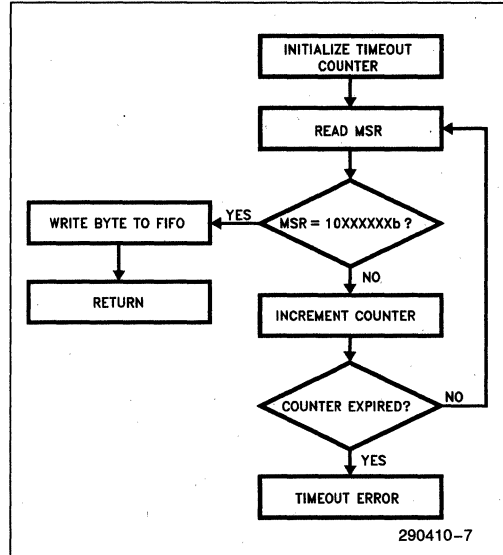 INITIALIZE TIMEOUT
COUNTER
READ MSR
MSR = 10XXXXXXb ?
YES
WRITE BYTE TO FIFO
RETURN
NO
INCREMENT COUNTER
COUNTER EXPIRED?
NO
YES
TIMEOUT ERROR
290410-7